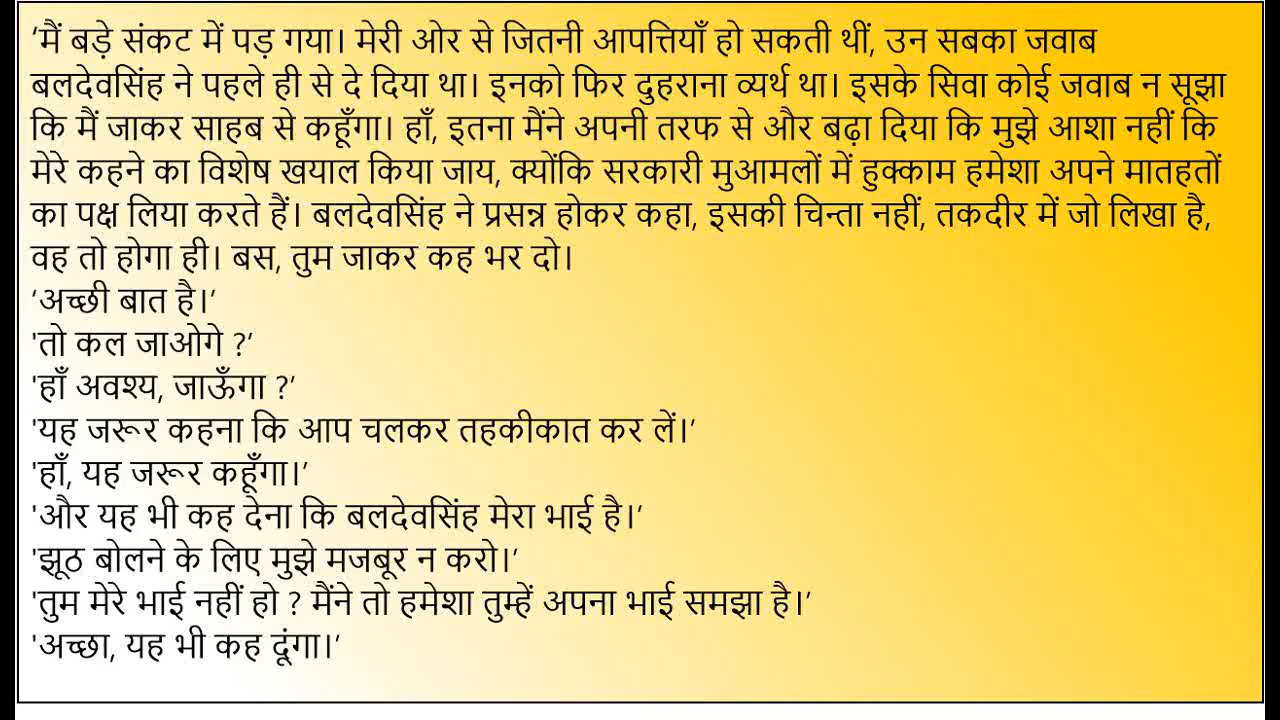 ‘मैं बड़े संकट में पड़ गया। मेरी ओर से जितनी आपत्तियाँ हो सकती थीं, उन सबका जवाब
बलदेवसिंह ने पहले ही से दे दिया था। इनको फिर दुहराना व्यर्थ था। इसके सिवा कोई जवाब न सूझा
कि मैं जाकर साहब से कहूँगा। हाँ, इतना मैंने अपनी तरफ से और बढ़ा दिया कि मुझे आशा नहीं कि
मेरे कहने का विशेष खयाल किया जाय, क्योंकि सरकारी मुआमलों में हुक्काम हमेशा अपने मातहतों
का पक्ष लिया करते हैं। बलदेवसिंह ने प्रसन्न होकर कहा, इसकी चिन्ता नहीं, तकदीर में जो लिखा है,
वह तो होगा ही। बस, तुम जाकर कह भर दो।
‘अच्छी बात है।’
'तो कल जाओगे ?’
'हाँ अवश्य, जाऊँगा ?’
'यह जरूर कहना कि आप चलकर तहकीकात कर लें।’
'हाँ, यह जरूर कहूँगा।’
'और यह भी कह देना कि बलदेवसिंह मेरा भाई है।’
'झूठ बोलने के लिए मुझे मजबूर न करो।’
'तुम मेरे भाई नहीं हो ? मैंने तो हमेशा तुम्हें अपना भाई समझा है।’
'अच्छा, यह भी कह दूंगा।’